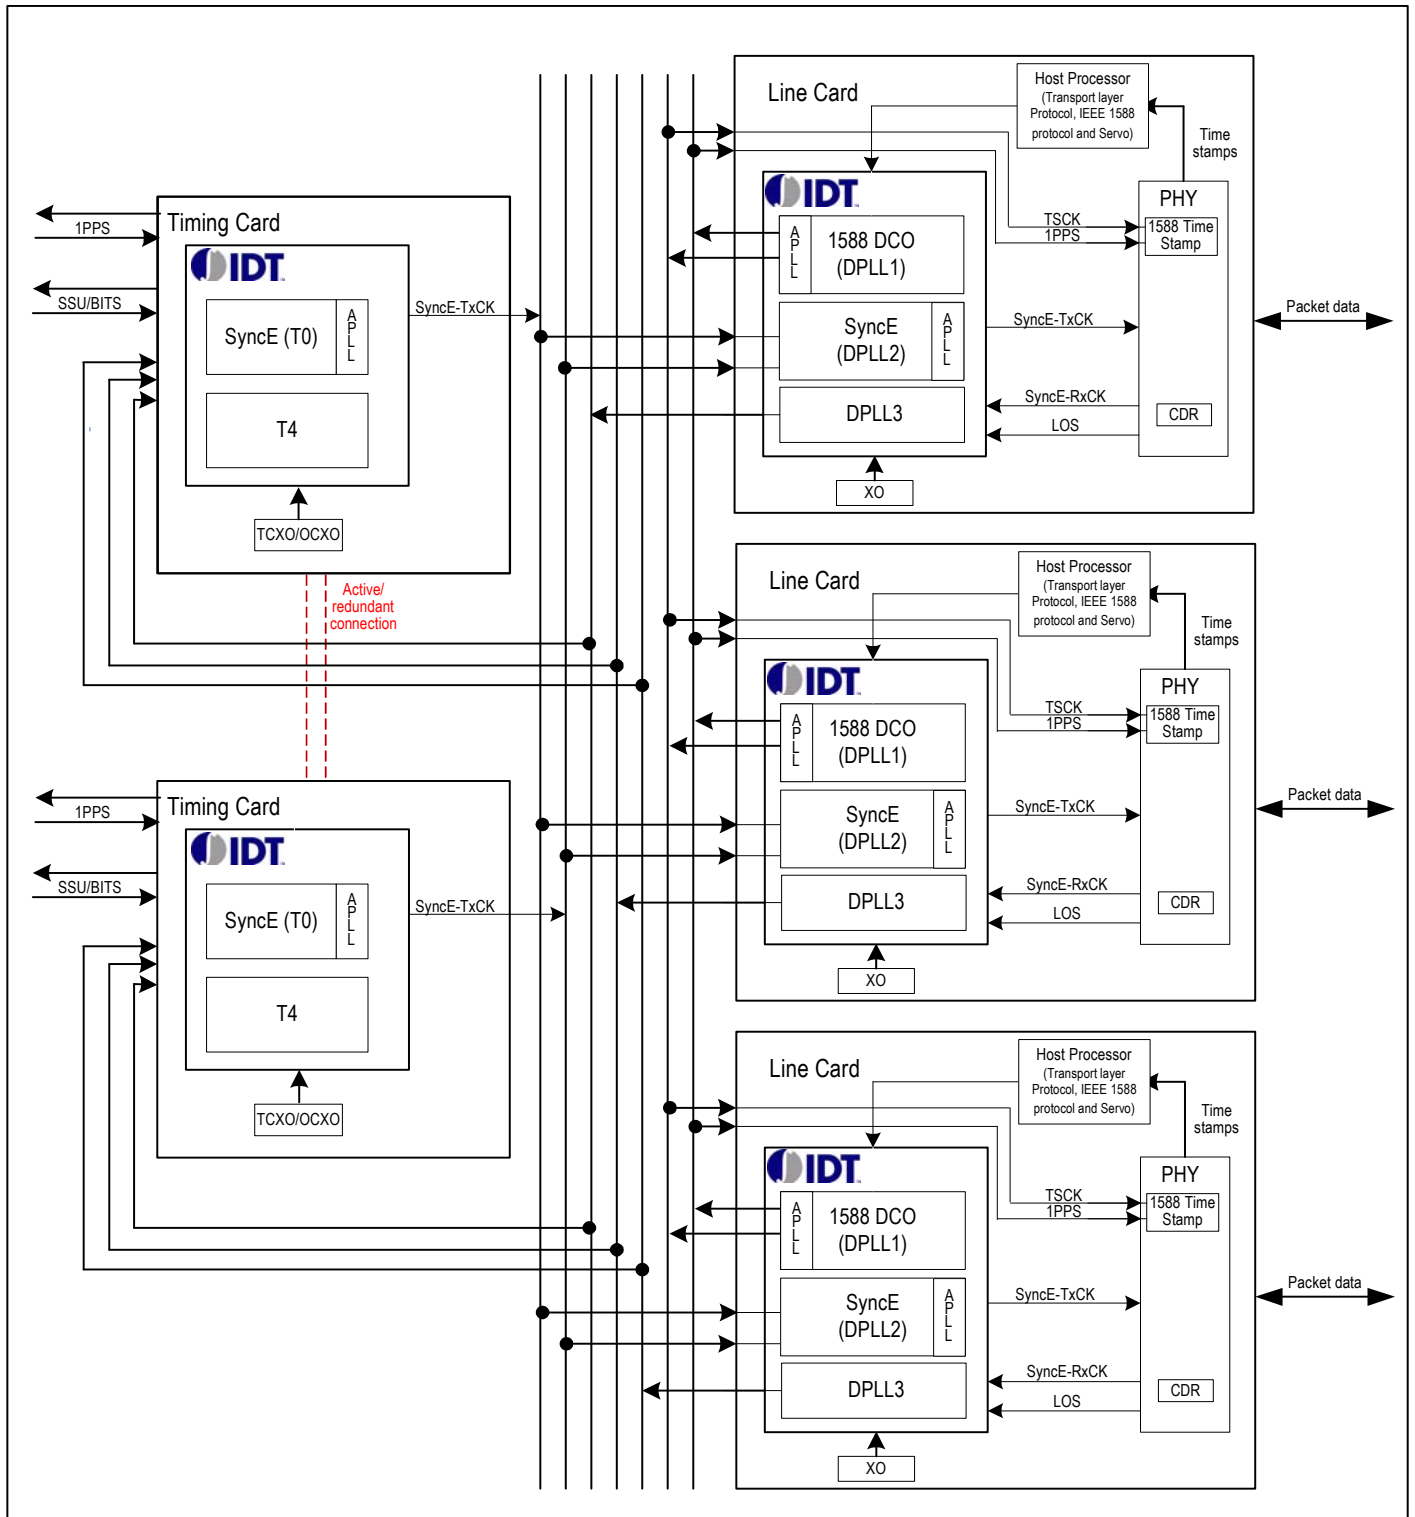 Timing Card
1PPS
SSU/BITS
IDT
SyncE (T0)
APLL
T4
TCXO/OCXO
SyncE-TxCK
Active/
redundant
connection
Timing Card
1PPS
SSU/BITS
IDT
SyncE (T0)
APLL
T4
TCXO/OCXO
SyncE-TxCK
Line Card
Host Processor
(Transport layer
Protocol, IEEE 1588
protocol and Servo)
Time
stamps
IDT
APLL
1588 DCO
(DPLL1)
SyncE
(DPLL2)
APLL
DPLL3
XO
TSCK
1PPS
SyncE-TxCK
SyncE-RxCK
LOS
PHY
1588 Time
Stamp
CDR
Packet data
Line Card
Host Processor
(Transport layer
Protocol, IEEE 1588
protocol and Servo)
Time
stamps
IDT
APLL
1588 DCO
(DPLL1)
SyncE
(DPLL2)
APLL
DPLL3
XO
TSCK
1PPS
SyncE-TxCK
SyncE-RxCK
LOS
PHY
1588 Time
Stamp
CDR
Packet data
Line Card
Host Processor
(Transport layer
Protocol, IEEE 1588
protocol and Servo)
Time
stamps
IDT
APLL
1588 DCO
(DPLL1)
SyncE
(DPLL2)
APLL
DPLL3
XO
TSCK
1PPS
SyncE-TxCK
SyncE-RxCK
LOS
PHY
1588 Time
Stamp
CDR
Packet data